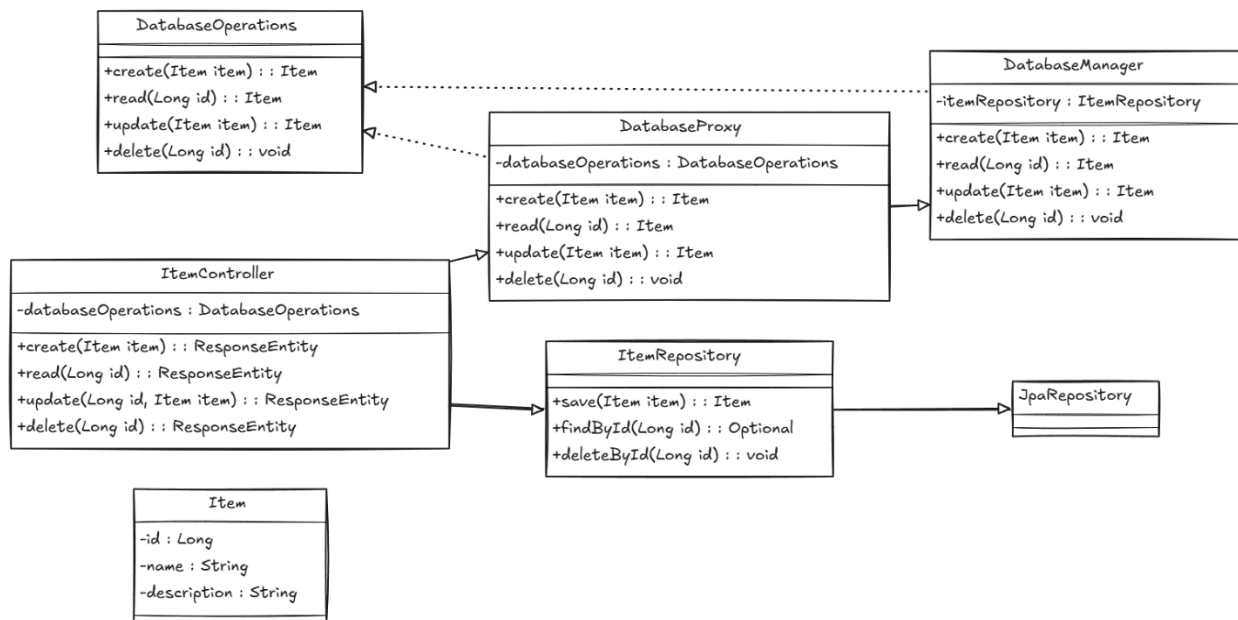 DatabaseOperations
+create(Item item) : : Item
+read(Long id) : : Item
+update(Item item) : : Item
+delete(Long id) : : void
DatabaseManager
-itemRepository : ItemRepository
+create(Item item) : : Item
+read(Long id) : : Item
+update(Item item) : : Item
+delete(Long id) : : void
DatabaseProxy
-databaseOperations : DatabaseOperations
+create(Item item) : : Item
+read(Long id) : : Item
+update(Item item) : : Item
+delete(Long id) : : void
ItemController
-databaseOperations : DatabaseOperations
+create(Item item) : : ResponseEntity
+read(Long id) : : ResponseEntity
+update(Long id, Item item) : : ResponseEntity
+delete(Long id) : : ResponseEntity
ItemRepository
+save(Item item) : : Item
+findById(Long id) : : Optional
+deleteById(Long id) : : void
JpaRepository
Item
-id : Long
-name : String
-description : String